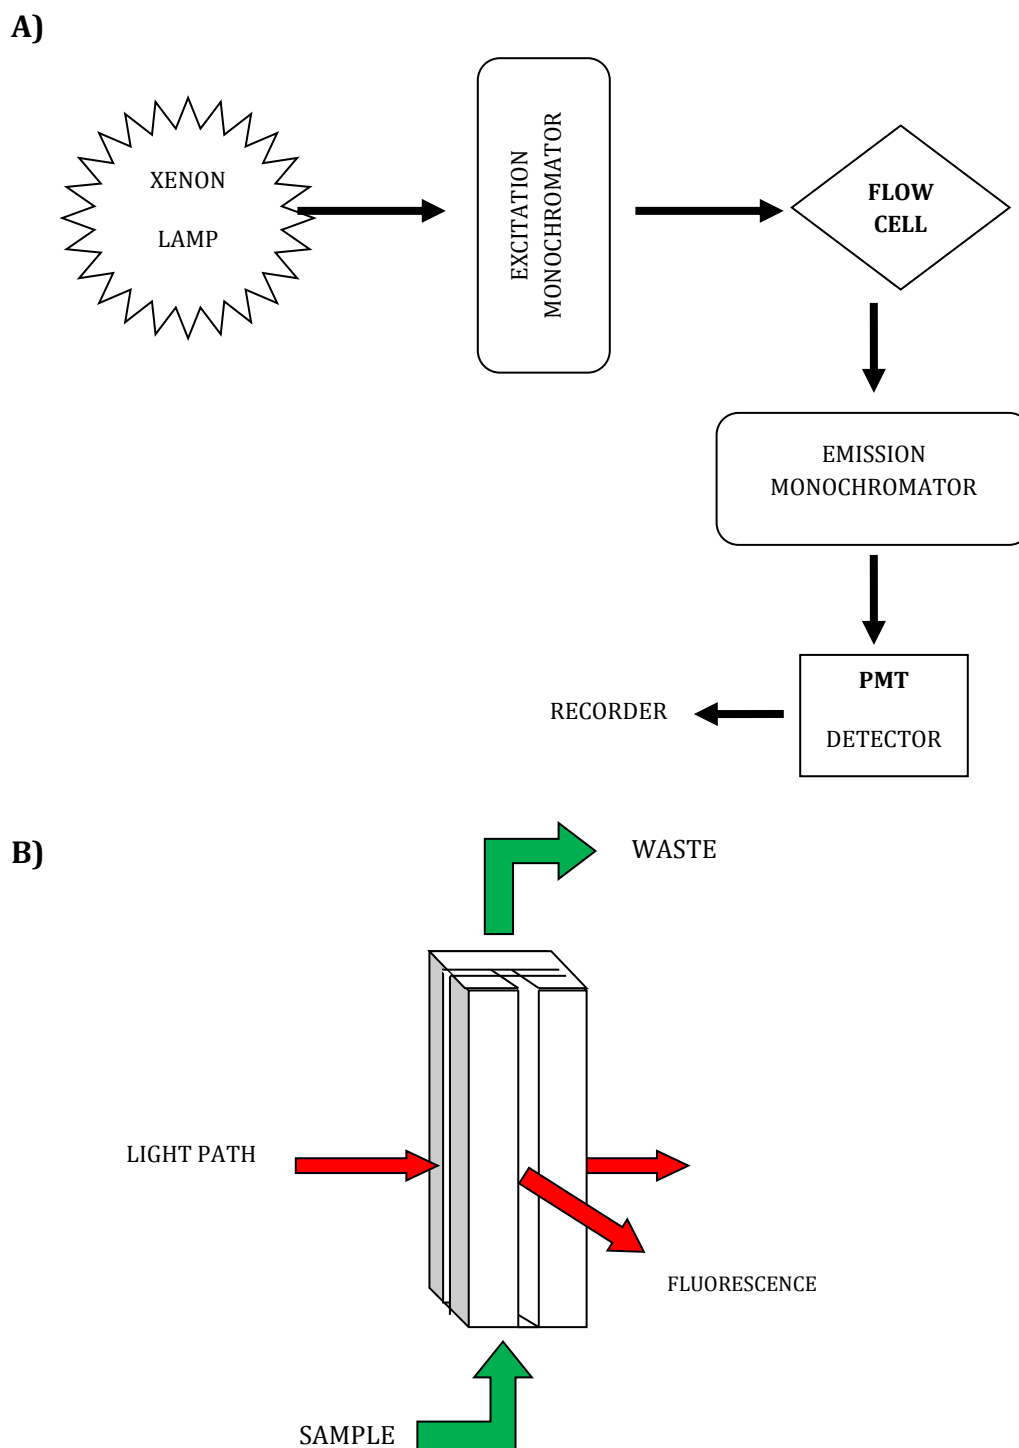 A)
XENON
LAMP
EXCITATION
MONOCHROMATOR
FLOW
CELL
EMISSION
MONOCHROMATOR
PMT
DETECTOR
RECORDER
B)
WASTE
LIGHT PATH
FLUORESCENCE
SAMPLE